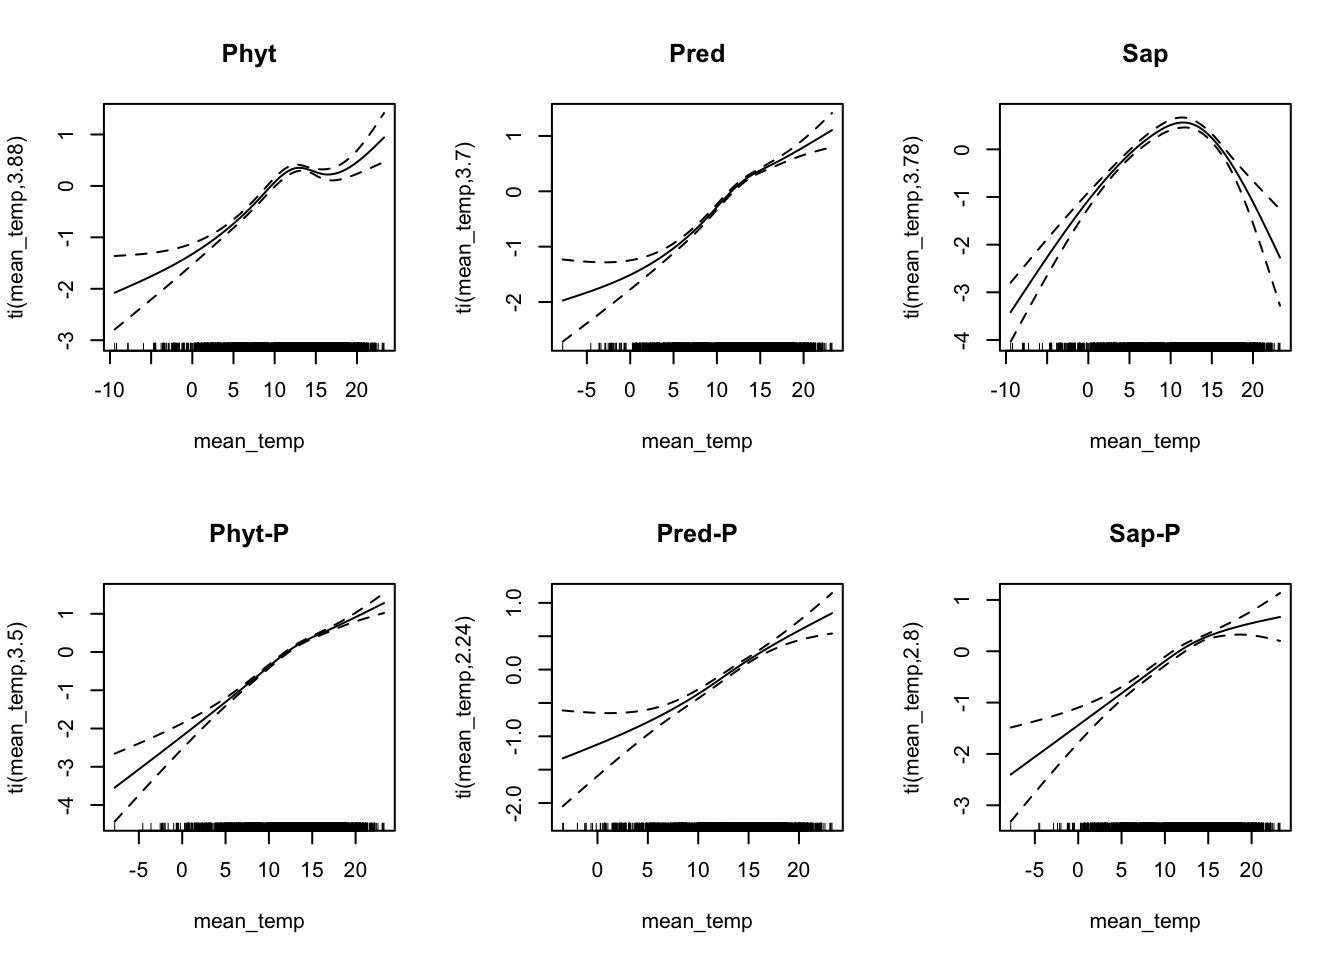 Phyt
ti(mean_temp,3.88)
1
0
-1
-2
-3
-10 0 5 10 15 20
mean_temp
Pred
ti(mean_temp,3.7)
1
0
-1
-2
-5 0 5 10 15 20
mean_temp
Sap
ti(mean_temp,3.78)
0
-1
-2
-3
-4
-10 0 5 10 15 20
mean_temp
Phyt-P
ti(mean_temp,3.5)
1
0
-1
-2
-3
-4
-5 0 5 10 15 20
mean_temp
Pred-P
ti(mean_temp,2.24)
1.0
0.0
-1.0
-2.0
0 5 10 15 20
mean_temp
Sap-P
ti(mean_temp,2.8)
1
0
-1
-2
-3
-5 0 5 10 15 20
mean_temp